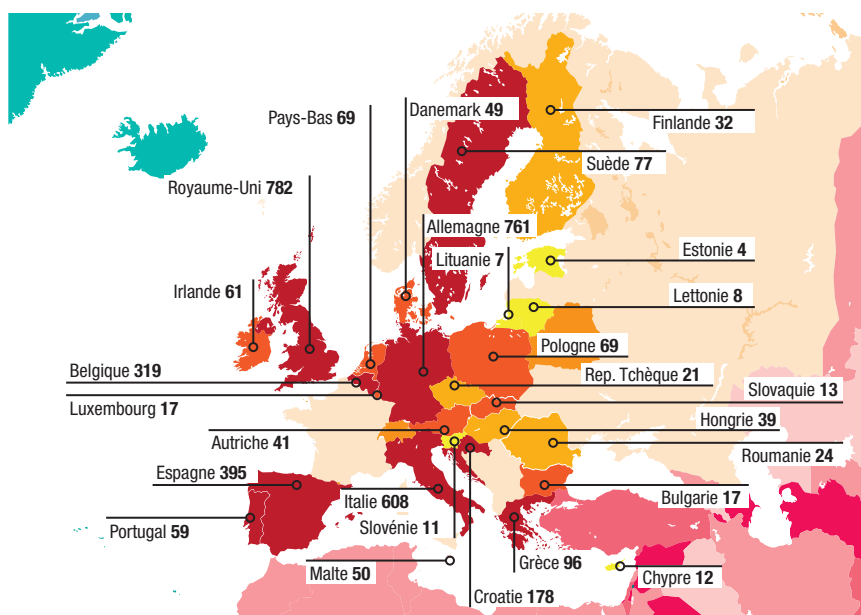 Danemark 49
Pays-Bas 69
Finlande 32
Suède 77
Royaume-Uni 782
Allemagne 761
Lituanie 7
Estonie 4
Irlande 61
Lettonie 8
Pologne 69
Belgique 319
Rep. Tchèque 21
Slovaquie 13
Luxembourg 17
Hongrie 39
Autriche 41
Roumanie 24
Espagne 395
Italie 608
Bulgarie 17
Slovénie 11
Portugal 59
Grèce 96
Malte 50
Chypre 12
Croatie 178